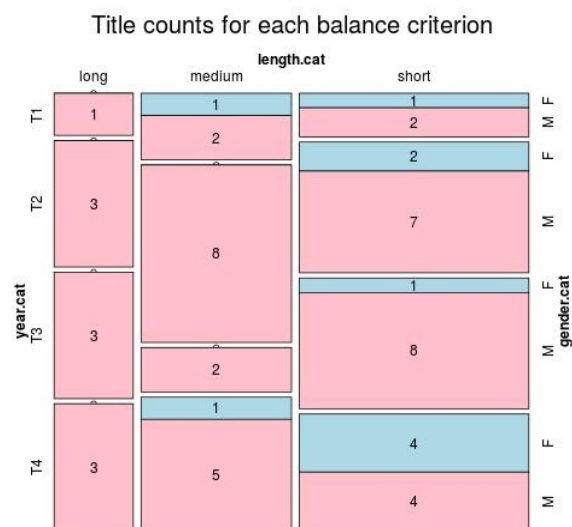 Title counts for each balance criterion
length.cat
long medium short
T1 1 1 1 F
2 2 M
2 F
T2 3 8 7 M
1 F
year.cat gender.cat
T3 3 2 8 M
1
4 F
T4 3 5 4 M